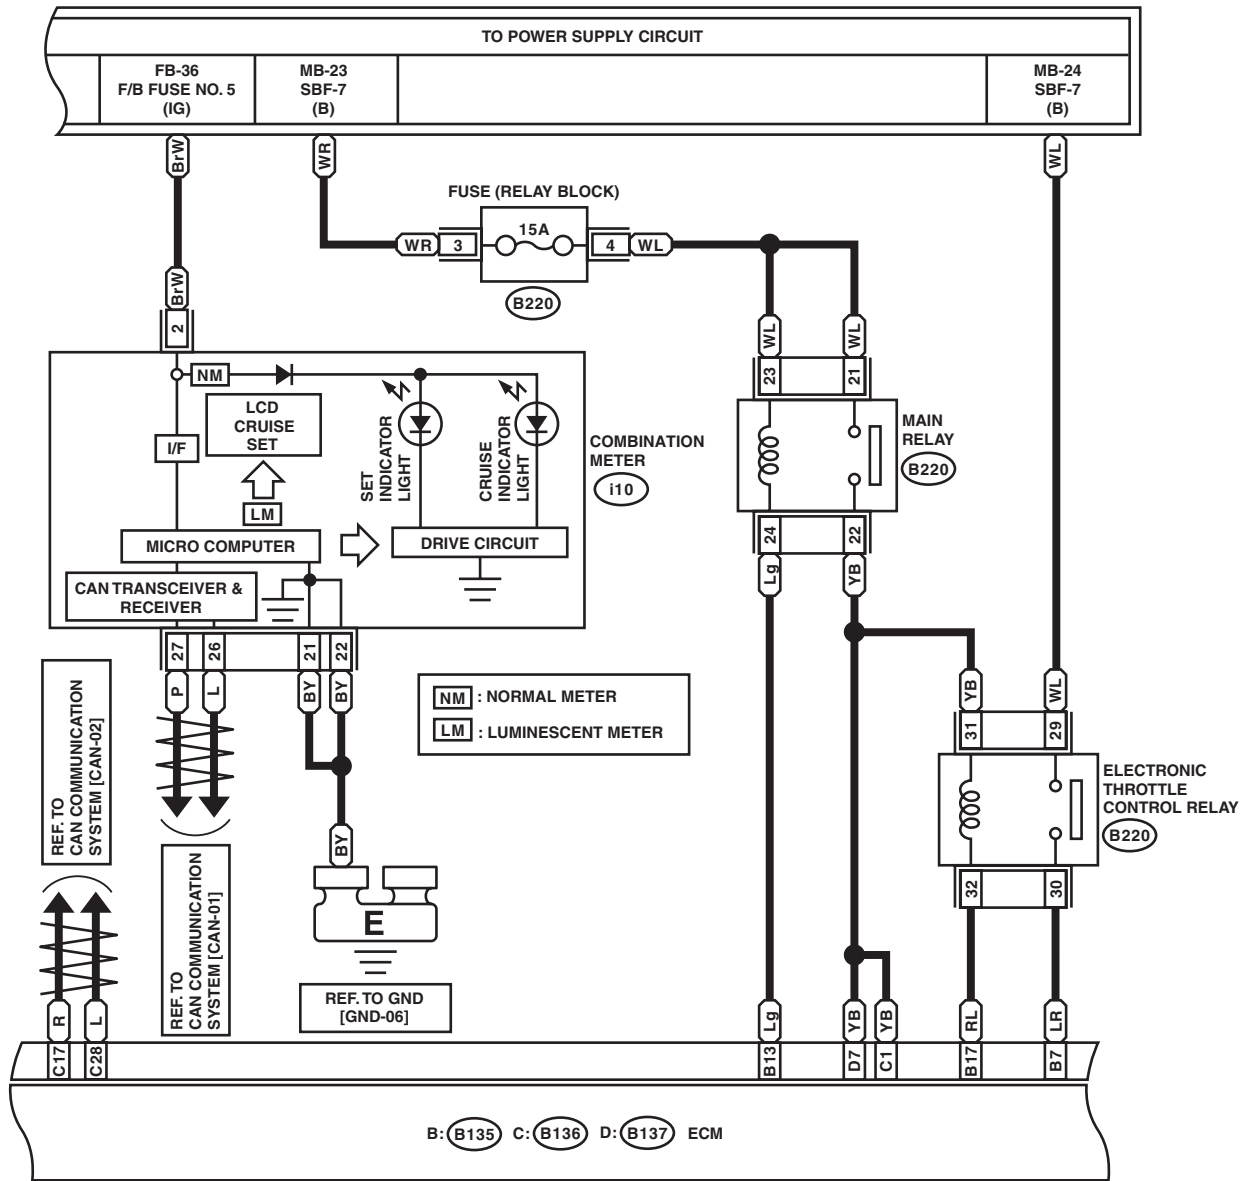 TO POWER SUPPLY CIRCUIT
FB-36
F/B FUSE NO. 5
(IG)
MB-23
SBF-7
(B)
MB-24
SBF-7
(B)
BrW
WR
WL
FUSE (RELAY BLOCK)
15A
WR 3
4 WL
B220
BrW
2
WL
WL
23
21
NM
LCD
CRUISE
SET
I/F
LM
SET
INDICATOR
LIGHT
CRUISE
INDICATOR
LIGHT
COMBINATION
METER
i10
MAIN
RELAY
B220
MICRO COMPUTER
DRIVE CIRCUIT
CAN TRANSCEIVER &
RECEIVER
24
22
Lg
YB
27
26
21
22
P
L
BY
BY
NM : NORMAL METER
LM : LUMINESCENT METER
YB
WL
31
29
REF. TO
CAN COMMUNICATION
SYSTEM [CAN-02]
ELECTRONIC
THROTTLE
CONTROL RELAY
B220
BY
REF. TO
CAN COMMUNICATION
SYSTEM [CAN-01]
E
32
30
REF. TO GND
[GND-06]
R
L
Lg
YB
YB
RL
LR
C17
C28
B13
D7
C1
B17
B7
B: B135 C: B136 D: B137 ECM